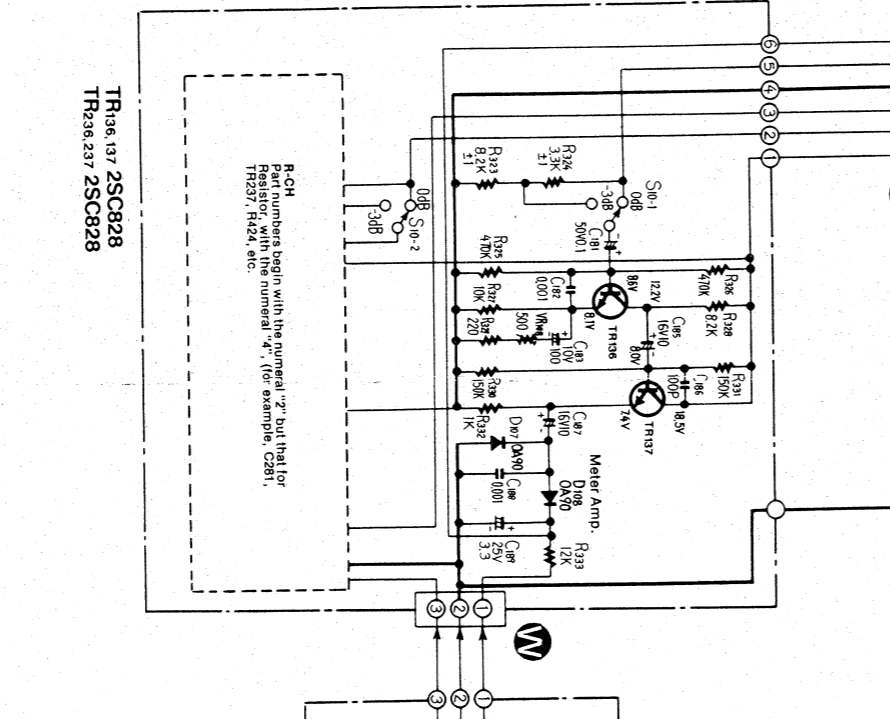 TR136,137 2SC828
TR236,237 2SC828
R-CH
Part numbers begin with the numeral "2" but that for
Resistor, with the numeral "4", (for example, C281,
TR237, R424, etc.
0dB
S10-2
-3dB
6
5
4
3
2
1
R323
8.2K
±1
R324
3.3K
±1
S10-1
0dB
-3dB
C181
50V0.1
R325
470K
C182
0.001
8.6V
12.2V
R326
470K
R327
10K
8.1V
TR136
R328
8.2K
220
500
C183
10V
100
C185
16V10
8.0V
R330
150K
C186
100P
R331
150K
R332
1K
C187
16V10
7.4V
TR137
18.5V
D107 OA90
Meter Amp.
D108
OA90
0.001
C189
25V
3.3
R333
12K
3
2
1
W
3
2
1